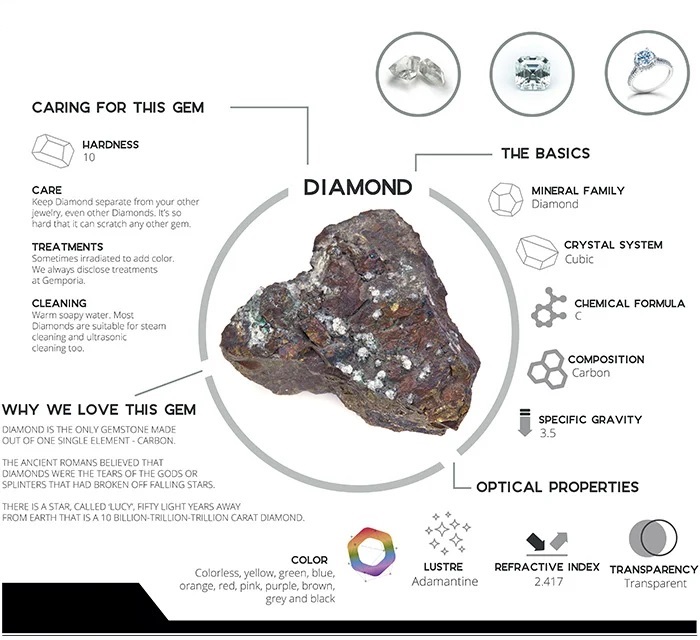 CARING FOR THIS GEM
HARDNESS
10
CARE
Keep Diamond separate from your other
jewelry, even other Diamonds. It's so
hard that it can scratch any other gem.
TREATMENTS
Sometimes irradiated to add color.
We always disclose treatments
at Gemporia.
CLEANING
Warm soapy water. Most
Diamonds are suitable for steam
cleaning and ultrasonic
cleaning too.
DIAMOND
THE BASICS
MINERAL FAMILY
Diamond
CRYSTAL SYSTEM
Cubic
CHEMICAL FORMULA
C
COMPOSITION
Carbon
SPECIFIC GRAVITY
3.5
WHY WE LOVE THIS GEM
DIAMOND IS THE ONLY GEMSTONE MADE
OUT OF ONE SINGLE ELEMENT - CARBON.
THE ANCIENT ROMANS BELIEVED THAT
DIAMONDS WERE THE TEARS OF THE GODS OR
SPLINTERS THAT HAD BROKEN OFF FALLING STARS.
THERE IS A STAR, CALLED 'LUCY', FIFTY LIGHT YEARS AWAY
FROM EARTH THAT IS A 10 BILLION-TRILLION-TRILLION CARAT DIAMOND.
OPTICAL PROPERTIES
COLOR
Colorless, yellow, green, blue,
orange, red, pink, purple, brown,
grey and black
LUSTRE
Adamantine
REFRACTIVE INDEX
2.417
TRANSPARENCY
Transparent